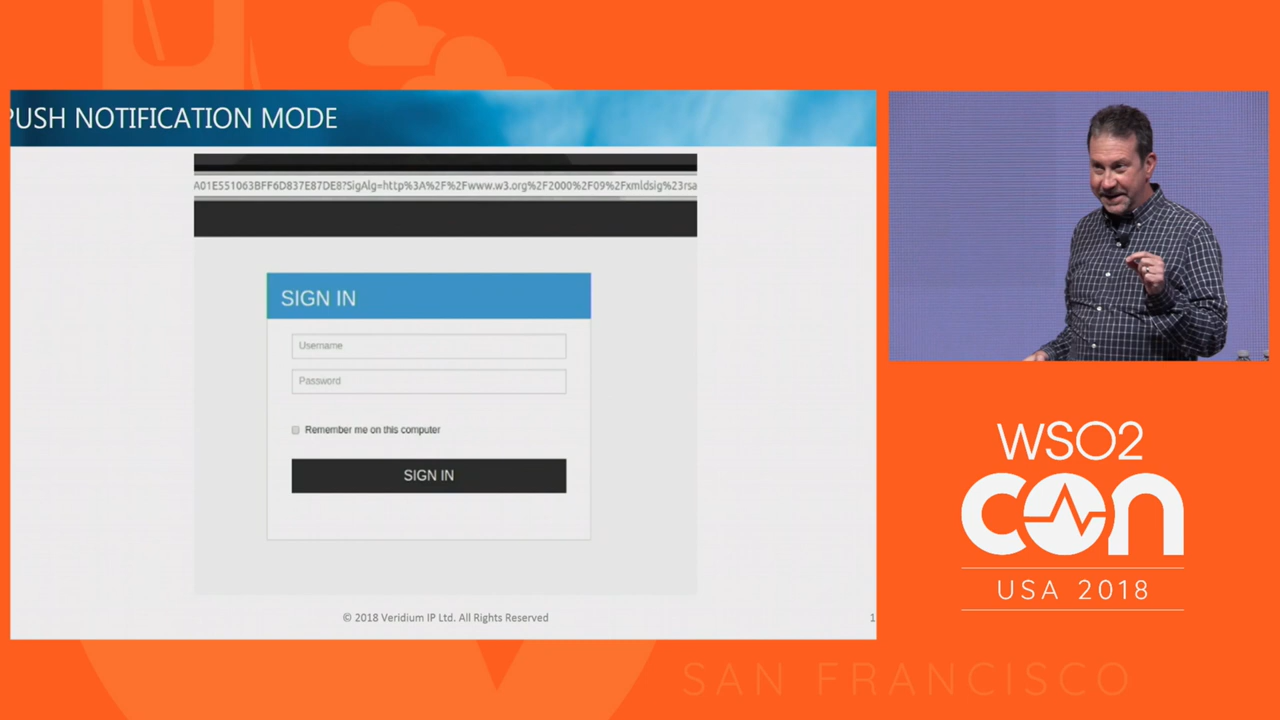 PUSH NOTIFICATION MODE
A01E551063BFF6D837E87DE8?SigAlg=http%3A%2F%2Fwww.w3.org%2F2000%2F09%2Fxmldsig%23rsa
SIGN IN
Username
Password
Remember me on this computer
SIGN IN
© 2018 Veridium IP Ltd. All Rights Reserved
1
WSO2
CON
USA 2018
SAN FRANCISCO